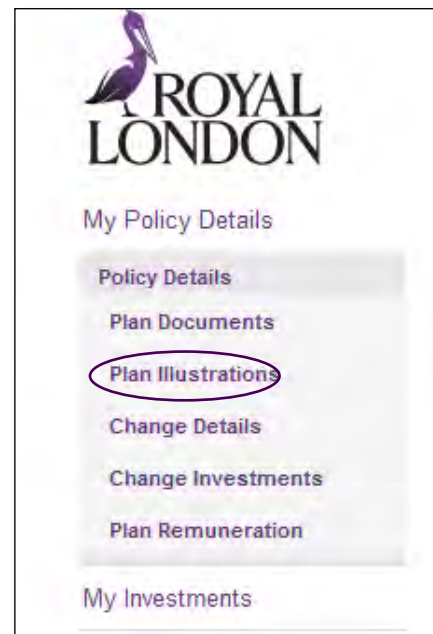 ROYAL
LONDON
My Policy Details
Policy Details
Plan Documents
Plan Illustrations
Change Details
Change Investments
Plan Remuneration
My Investments